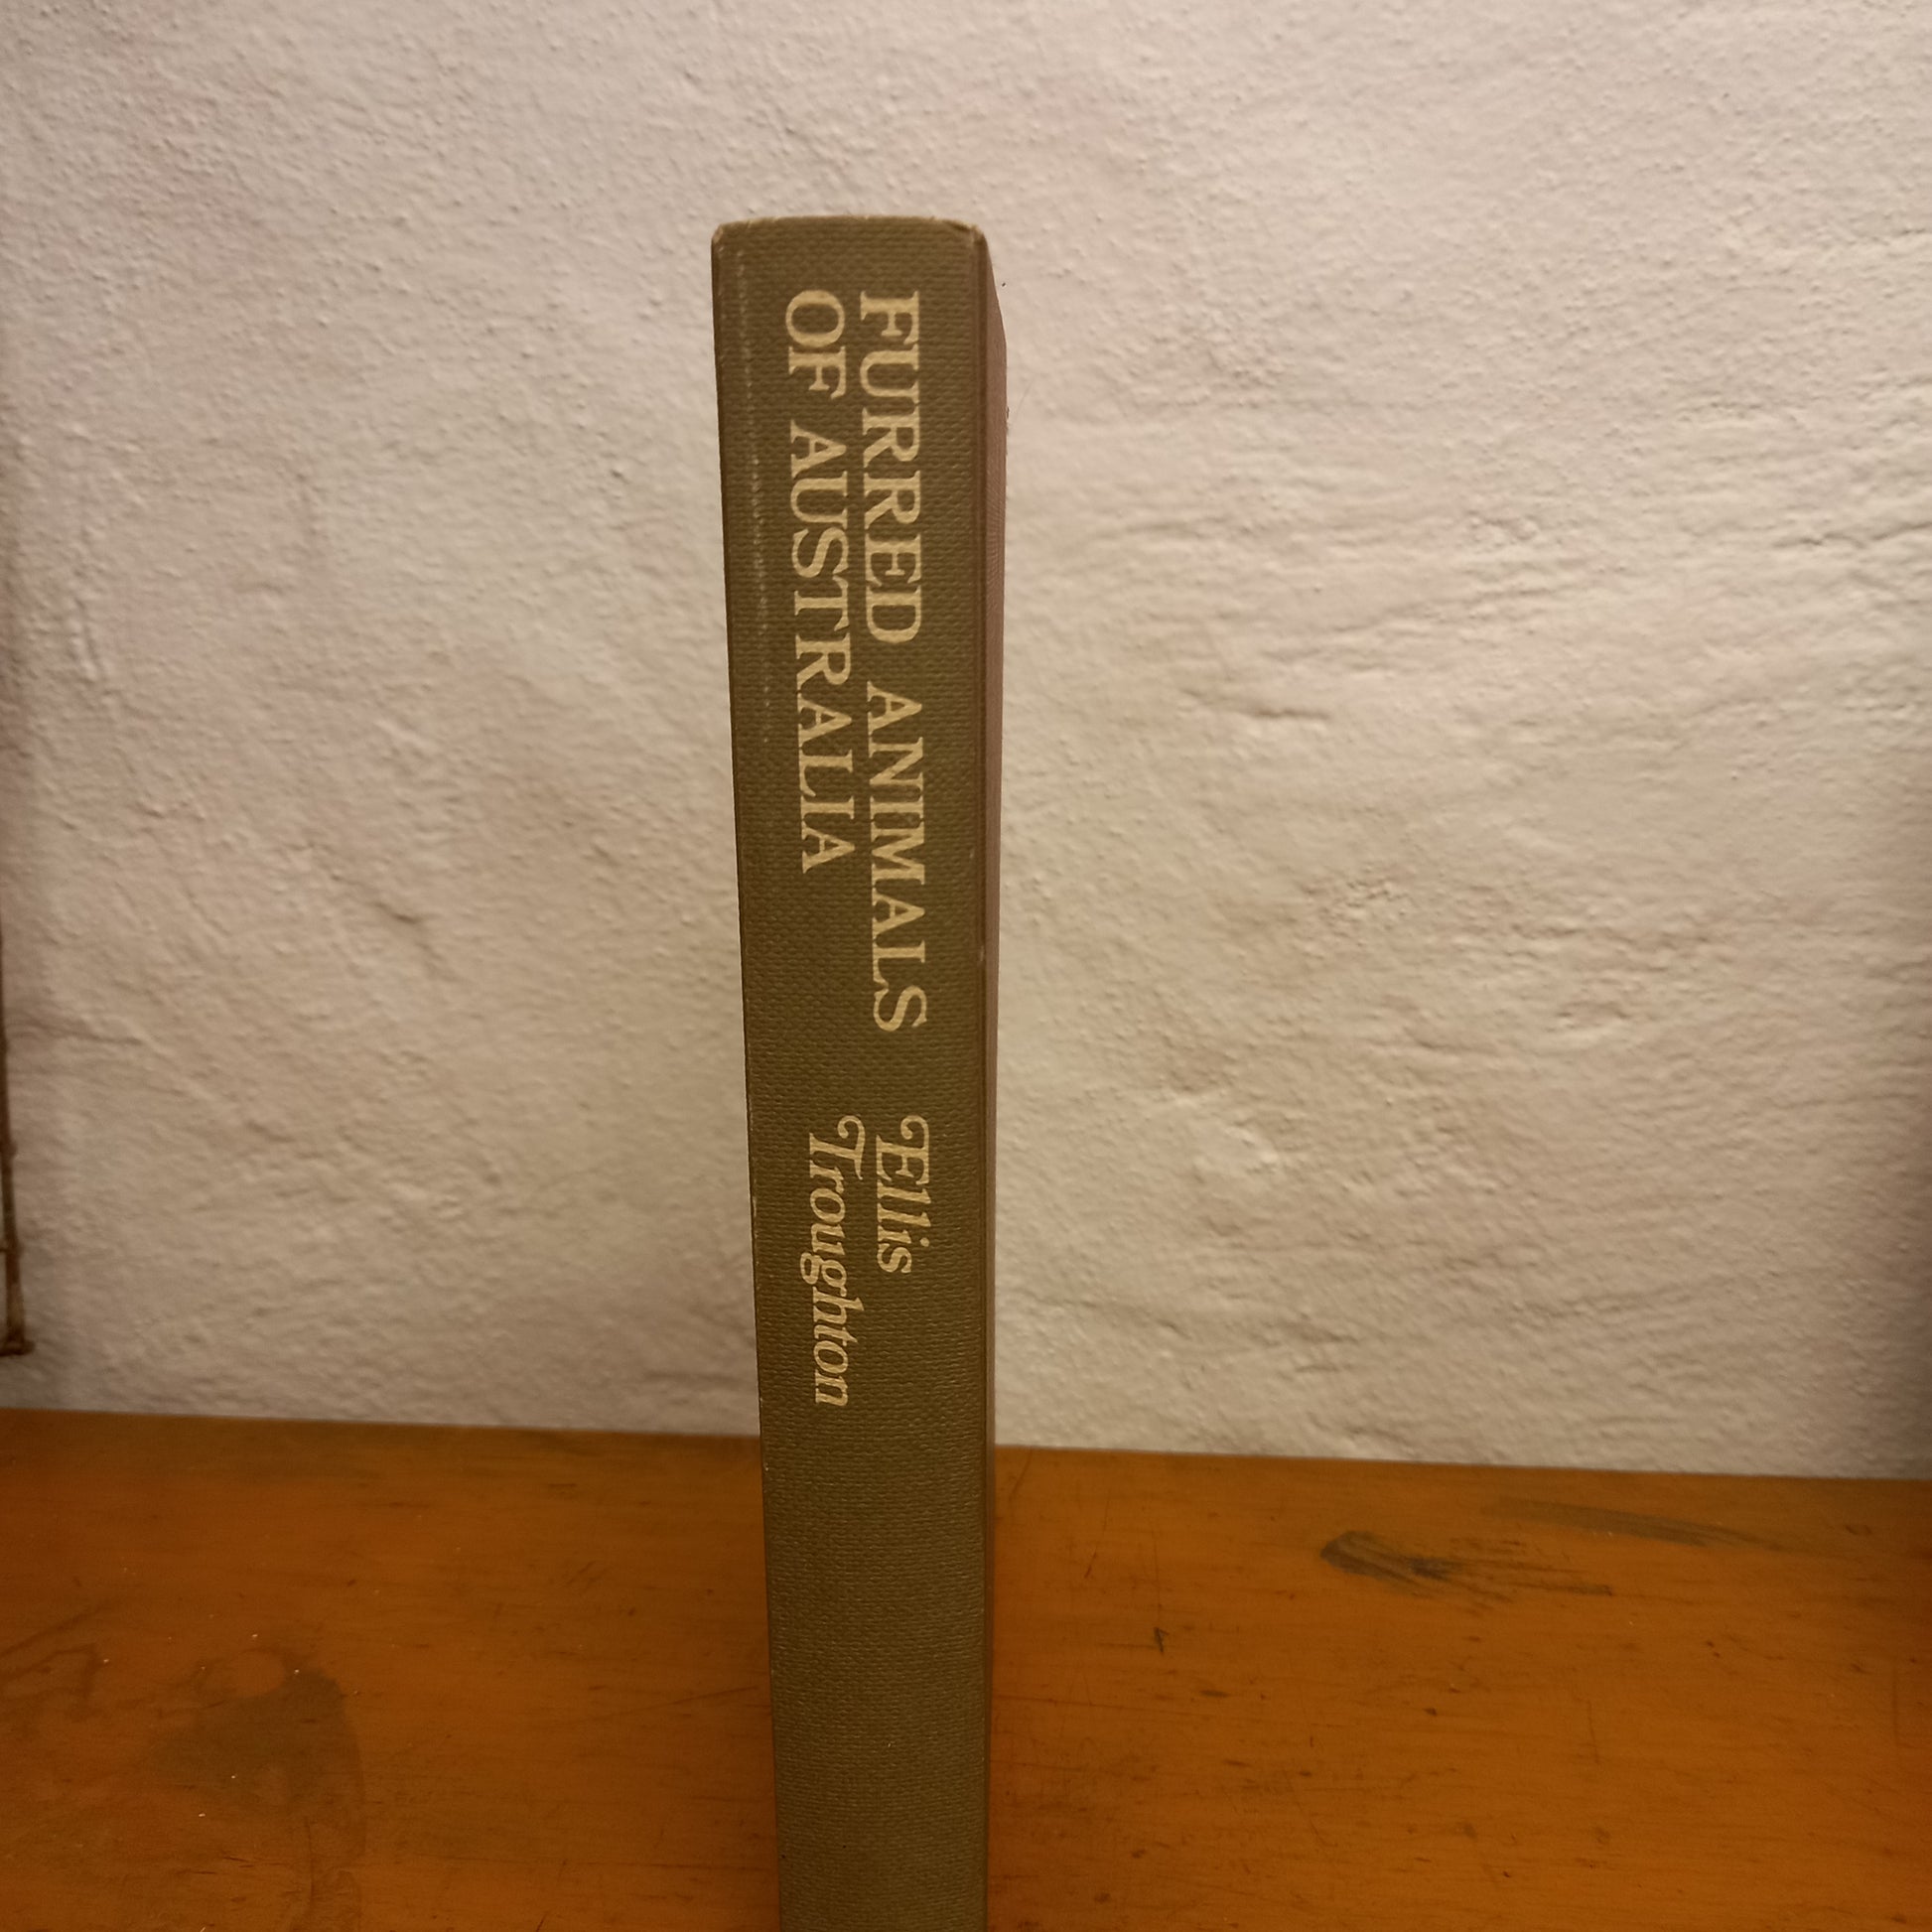 FURRED ANIMALS
OF AUSTRALIA
Ellis
Troughton